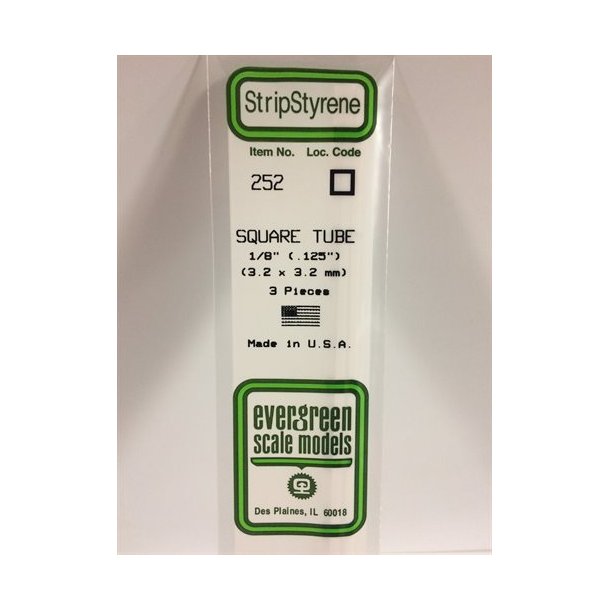 StripStyrene
Item No. Loc. Code
252
SQUARE TUBE
1/8" (.125")
(3.2 x 3.2 mm)
3 Pieces
Made in U.S.A.
evergreen
scale models
Des Plaines, IL 60018